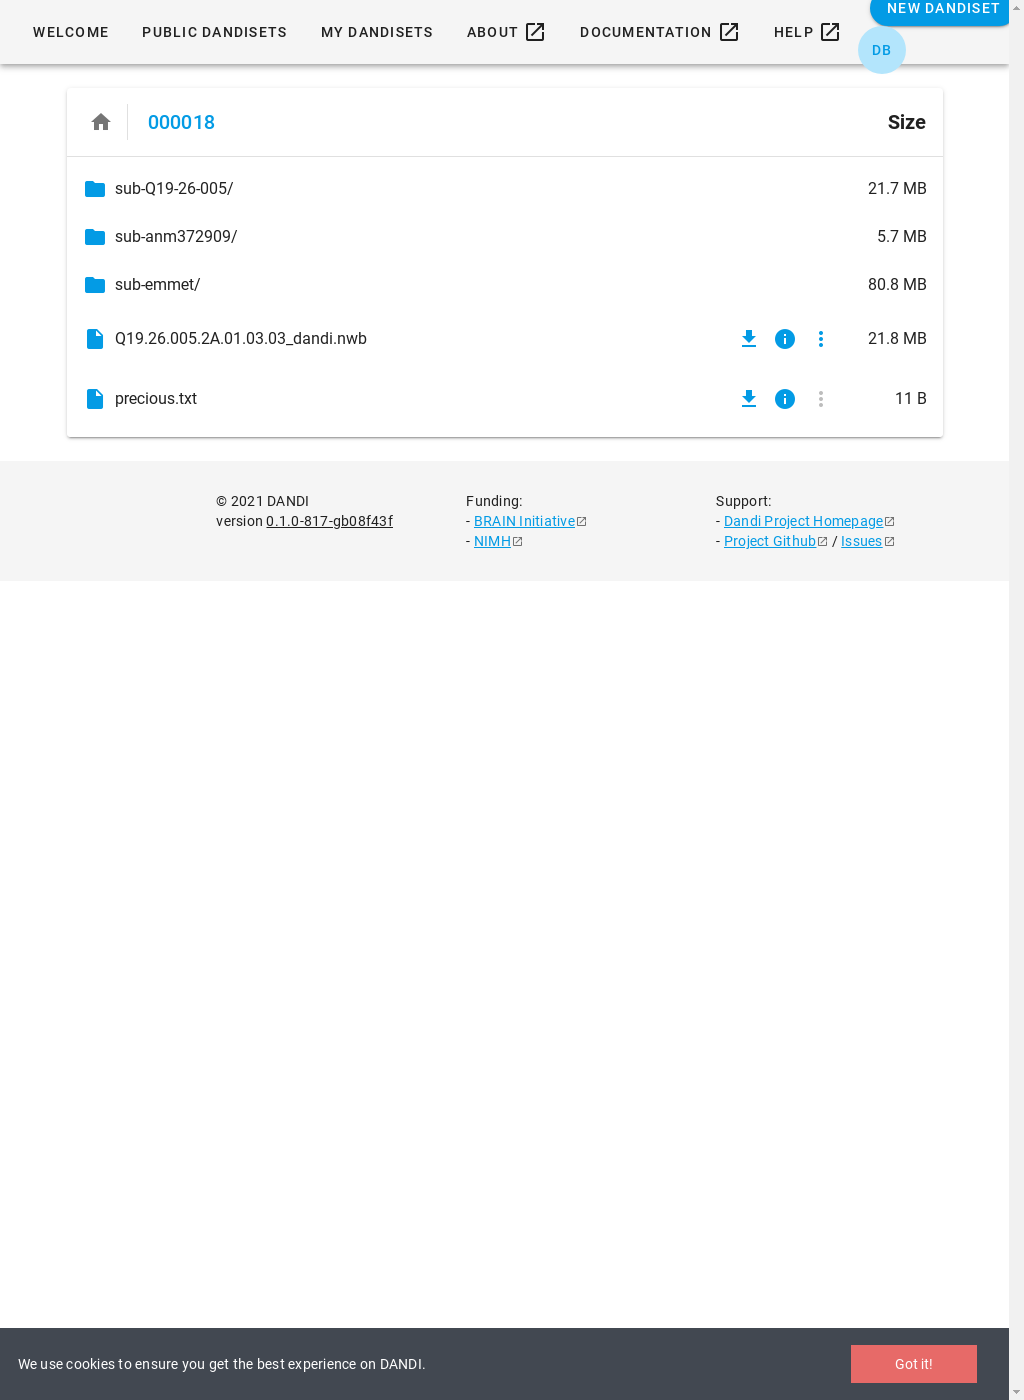 NEW DANDISET
WELCOME PUBLIC DANDISETS MY DANDISETS ABOUT DOCUMENTATION HELP
DB
000018 Size
sub-Q19-26-005/ 21.7 MB
sub-anm372909/ 5.7 MB
sub-emmet/ 80.8 MB
Q19.26.005.2A.01.03.03_dandi.nwb 21.8 MB
precious.txt 11 B
© 2021 DANDI
version 0.1.0-817-gb08f43f
Funding:
- BRAIN Initiative
- NIMH
Support:
- Dandi Project Homepage
- Project Github / Issues
We use cookies to ensure you get the best experience on DANDI. Got it!